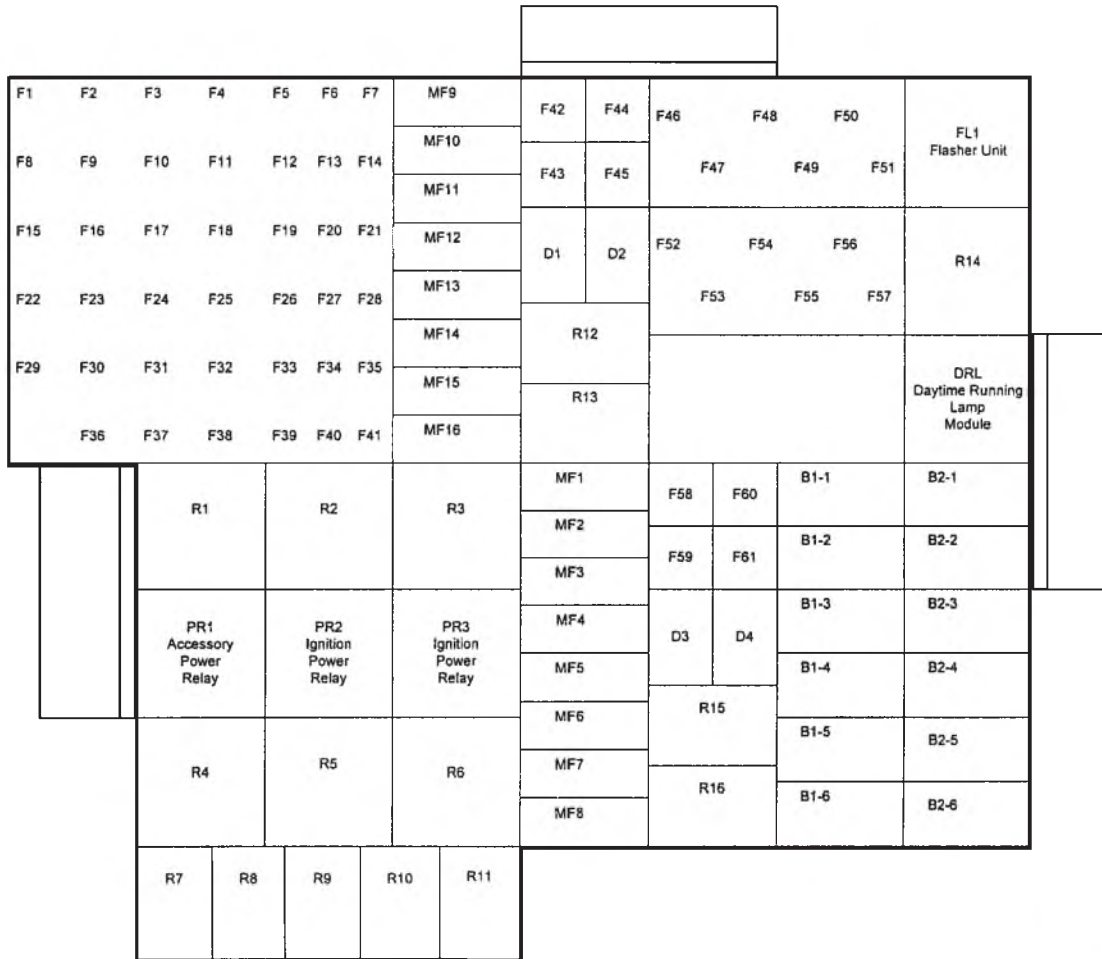 F1 F2 F3 F4 F5 F6 F7
F8 F9 F10 F11 F12 F13 F14
F15 F16 F17 F18 F19 F20 F21
F22 F23 F24 F25 F26 F27 F28
F29 F30 F31 F32 F33 F34 F35
F36 F37 F38 F39 F40 F41
MF9
MF10
MF11
MF12
MF13
MF14
MF15
MF16
F42 F44
F43 F45
D1 D2
R12
R13
F46 F48 F50
F47 F49 F51
F52 F54 F56
F53 F55 F57
FL1
Flasher Unit
R14
DRL
Daytime Running
Lamp
Module
R1 R2 R3
PR1
Accessory
Power
Relay
PR2
Ignition
Power
Relay
PR3
Ignition
Power
Relay
R4 R5 R6
R7 R8 R9 R10 R11
MF1
MF2
MF3
MF4
MF5
MF6
MF7
MF8
F58 F60
F59 F61
D3 D4
R15
R16
B1-1
B1-2
B1-3
B1-4
B1-5
B1-6
B2-1
B2-2
B2-3
B2-4
B2-5
B2-6